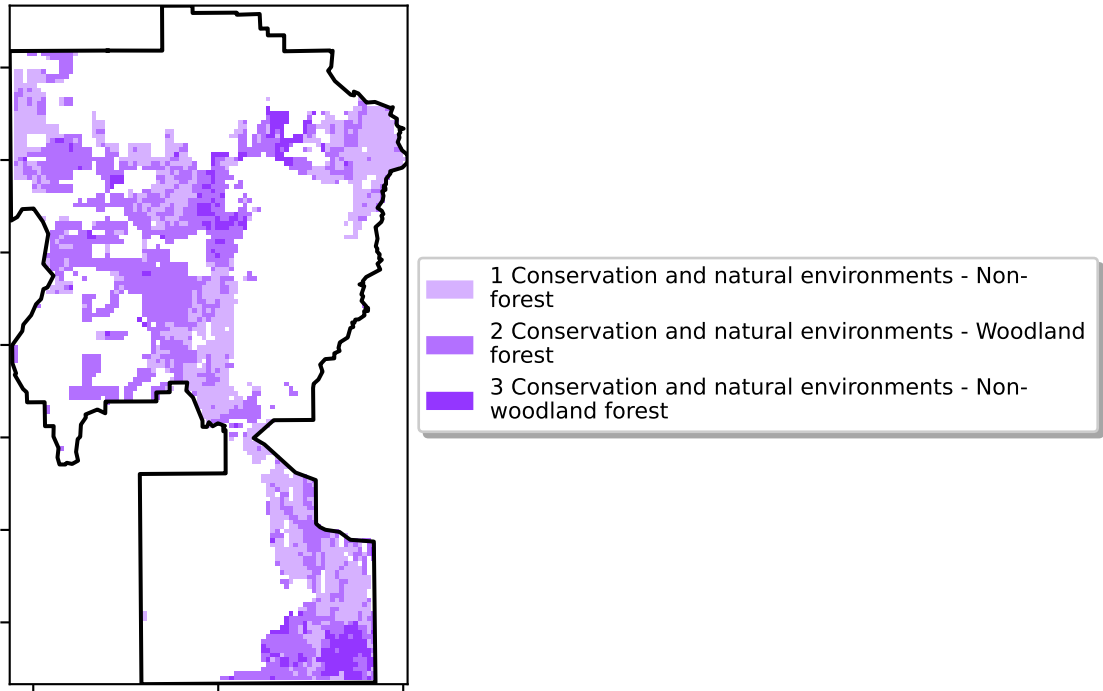 1 Conservation and natural environments - Non-
forest
2 Conservation and natural environments - Woodland
forest
3 Conservation and natural environments - Non-
woodland forest